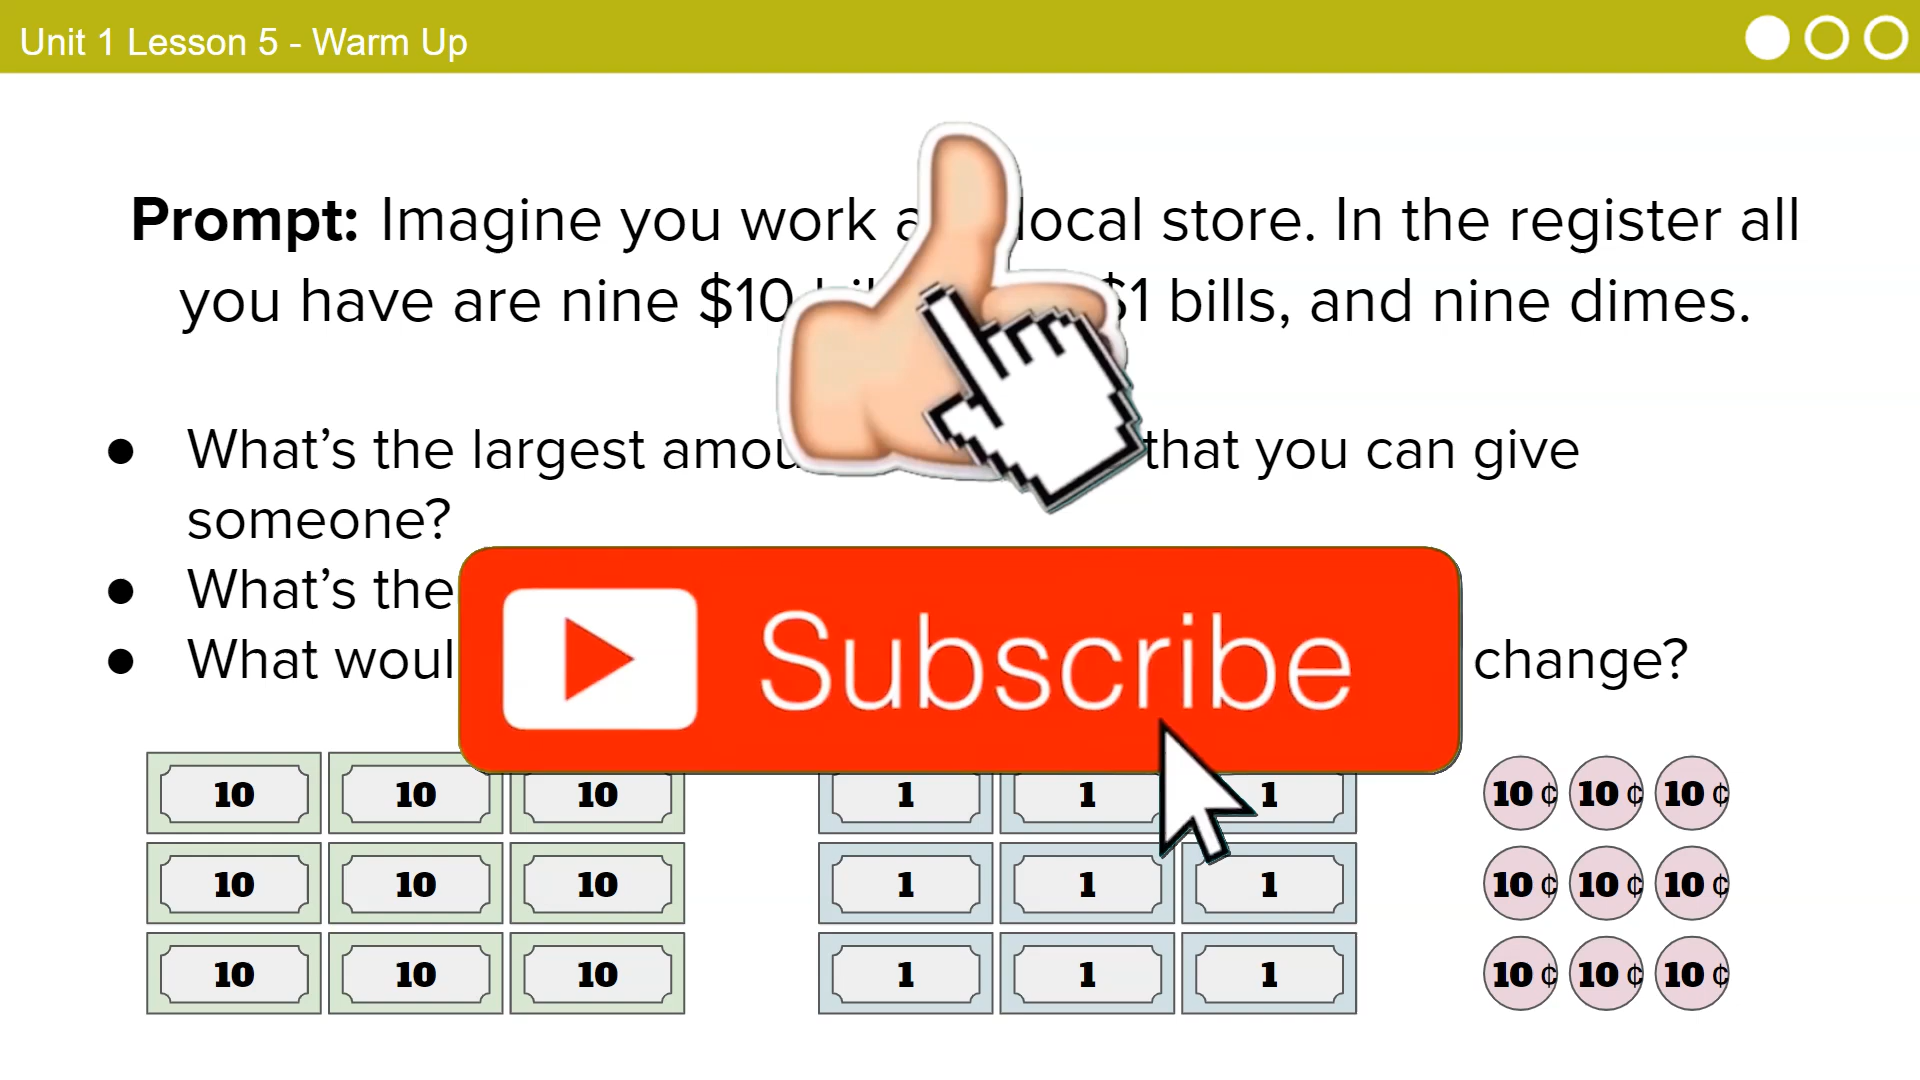 Unit 1 Lesson 5 - Warm Up
Prompt: Imagine you work local store. In the register all
you have are nine $10 $1 bills, and nine dimes.
● What's the largest that you can give
someone?
● What's the
● What change?
Subscribe
10 10 10 1 1 1 10 ¢ 10 ¢ 10 ¢
10 10 10 1 1 1 10 ¢ 10 ¢ 10 ¢
10 10 10 1 1 1 10 ¢ 10 ¢ 10 ¢